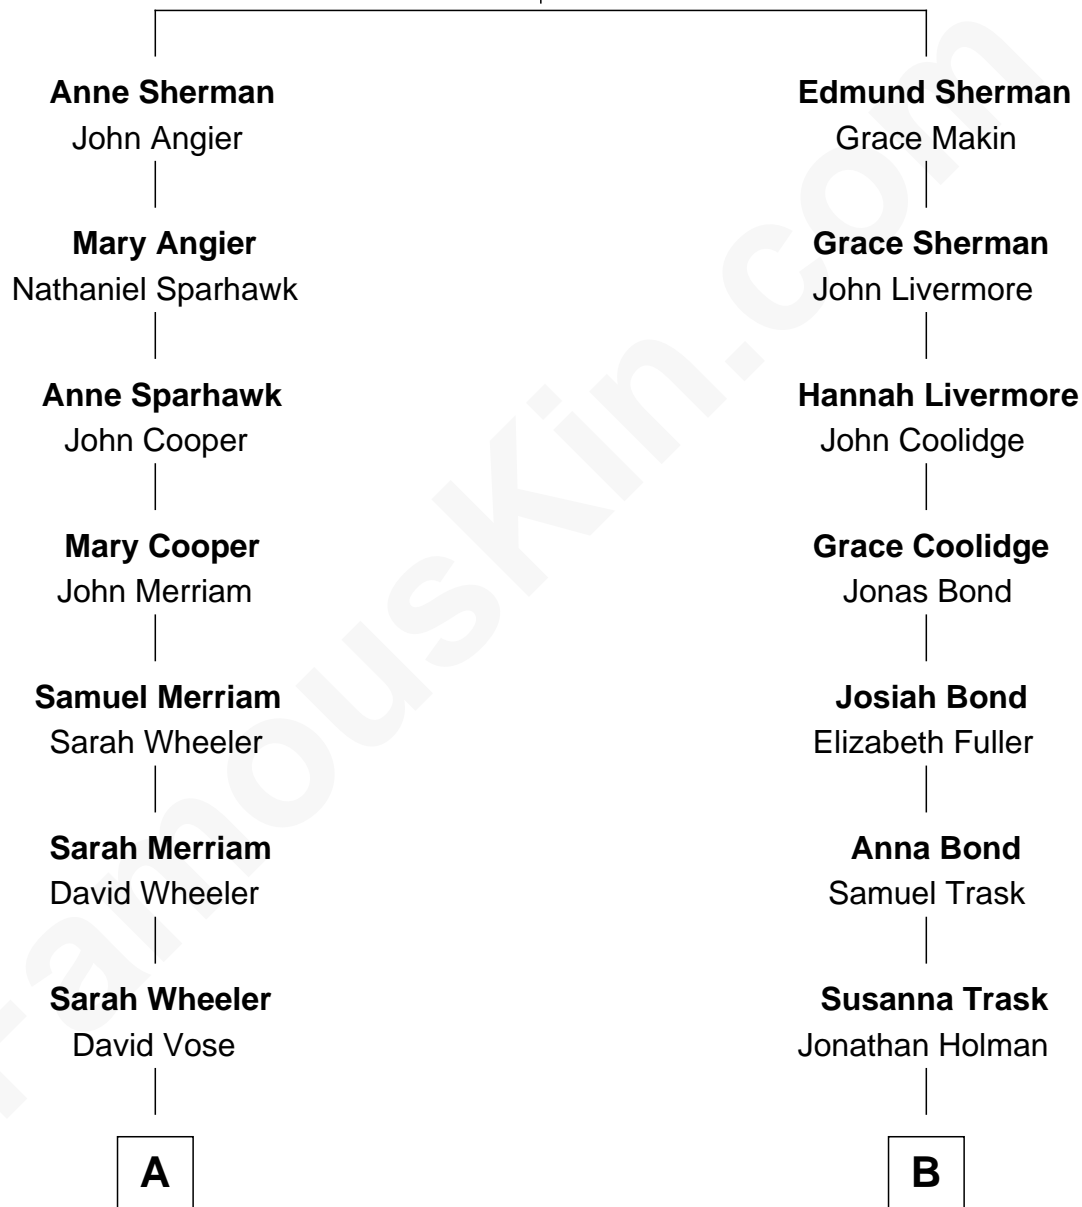 Anne Sherman
John Angier
Mary Angier
Nathaniel Sparhawk
Anne Sparhawk
John Cooper
Mary Cooper
John Merriam
Samuel Merriam
Sarah Wheeler
Sarah Merriam
David Wheeler
Sarah Wheeler
David Vose
A
Edmund Sherman
Grace Makin
Grace Sherman
John Livermore
Hannah Livermore
John Coolidge
Grace Coolidge
Jonas Bond
Josiah Bond
Elizabeth Fuller
Anna Bond
Samuel Trask
Susanna Trask
Jonathan Holman
B
FamousKin.com